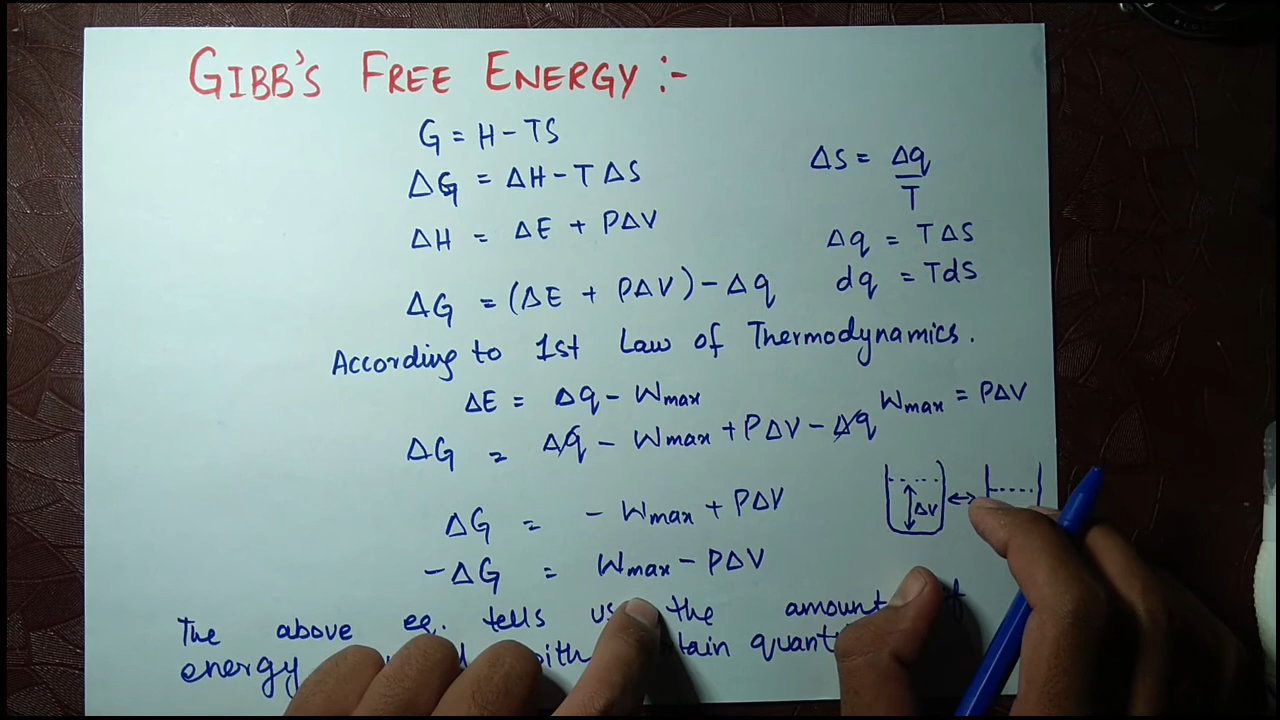 GIBB'S FREE ENERGY :-
G = H - TS
ΔG = ΔH - TΔS
ΔH = ΔE + PΔV
ΔG = (ΔE + PΔV) - Δq
ΔS = Δq/T
Δq = TΔS
dq = TdS
According to 1st Law of Thermodynamics.
ΔE = Δq - Wmax
Wmax = PΔV
ΔG = Δq - Wmax + PΔV - Δq
ΔV
ΔG = - Wmax + PΔV
-ΔG = Wmax - PΔV
The above eq. tells us the amount
energy